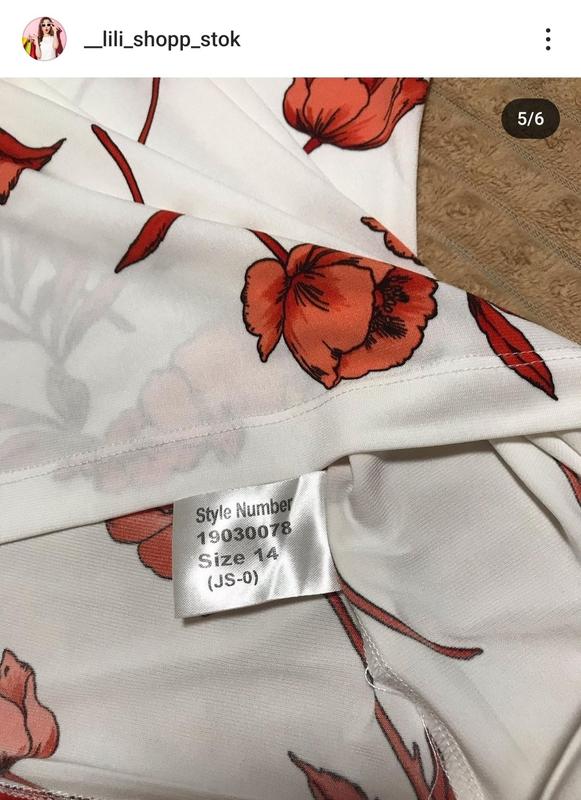 __lili_shopp_stok
5/6
Style Number
19030078
Size 14
(JS-0)